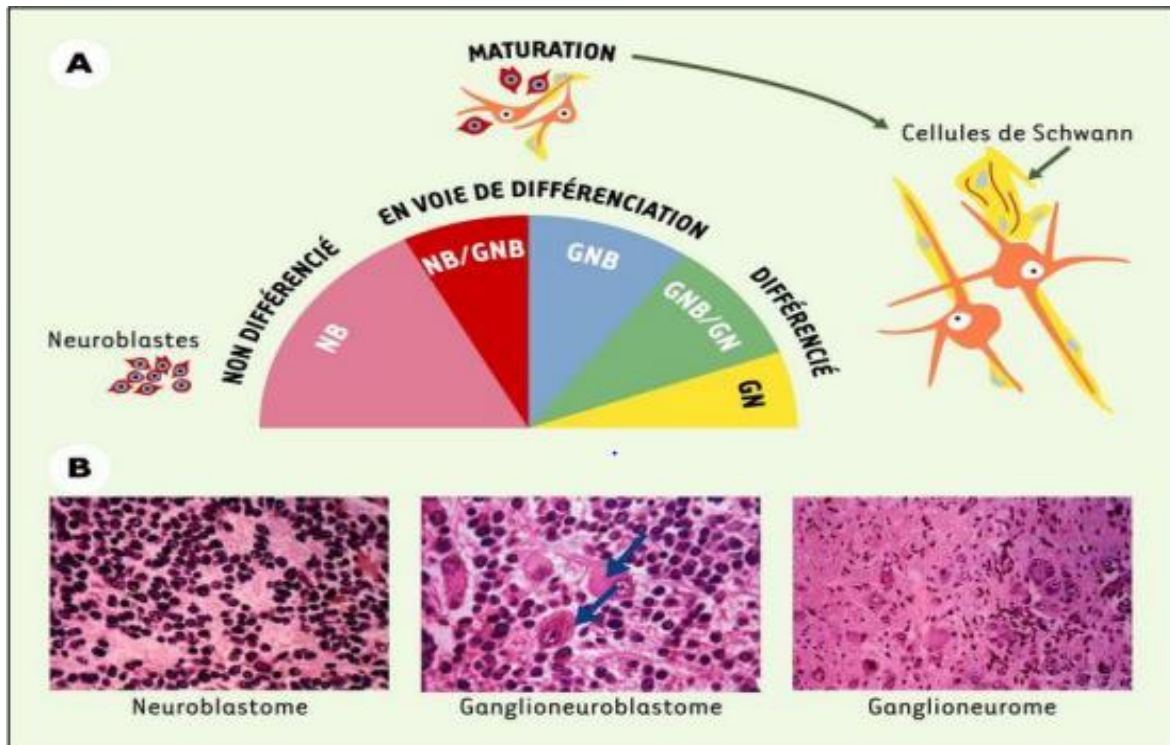 A
MATURATION
Cellules de Schwann
EN VOIE DE DIFFÉRENCIATION
NON DIFFÉRENCIÉ
DIFFÉRENCIÉ
Neuroblastes
NB
NB/GNB
GNB
GNB/GN
GN
B
Neuroblastome
Ganglioneuroblastome
Ganglioneurome